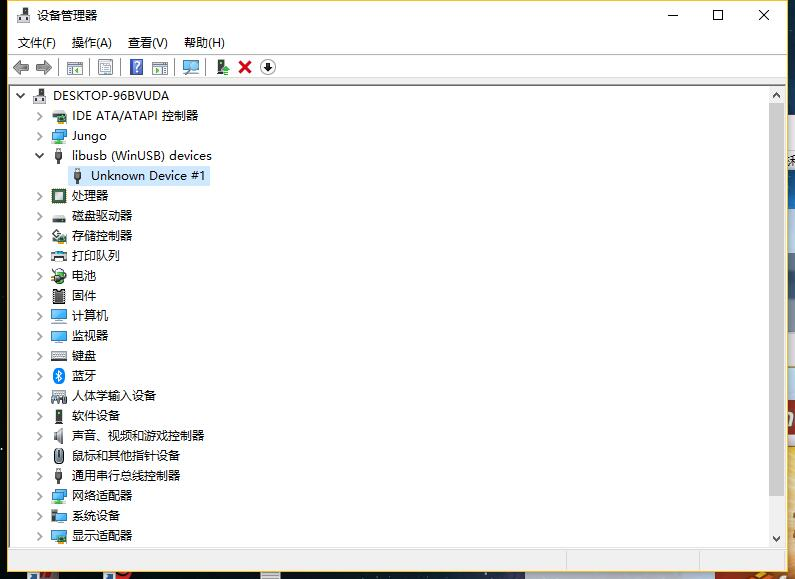 设备管理器
文件(F) 操作(A) 查看(V) 帮助(H)
DESKTOP-96BVUDA
IDE ATA/ATAPI 控制器
Jungo
libusb (WinUSB) devices
Unknown Device #1
处理器
磁盘驱动器
存储控制器
打印队列
电池
固件
计算机
监视器
键盘
蓝牙
人体学输入设备
软件设备
声音、视频和游戏控制器
鼠标和其他指针设备
通用串行总线控制器
网络适配器
系统设备
显示适配器